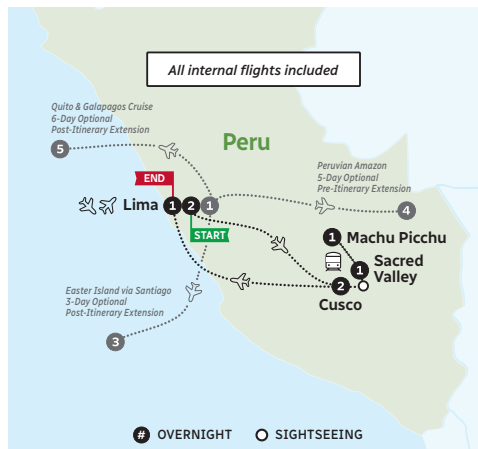 All internal flights included
Quito & Galapagos Cruise
6-Day Optional
Post-Itinerary Extension
5
Peru
Peruvian Amazon
5-Day Optional
Pre-Itinerary Extension
END
Lima 1 2 1
4
START
1 Machu Picchu
1 Sacred
Valley
2
Cusco
Easter Island via Santiago
3-Day Optional
Post-Itinerary Extension
3
# OVERNIGHT
SIGHTSEEING